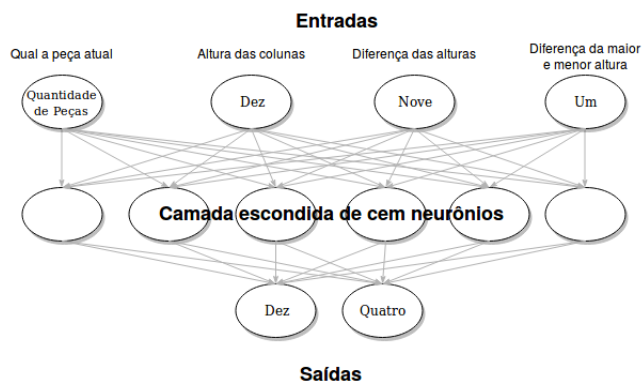 Entradas
Qual a peça atual
Altura das colunas
Diferença das alturas
Diferença da maior
e menor altura
Quantidade
de Peças
Dez
Nove
Um
Camada escondida de cem neurônios
Dez
Quatro
Saídas